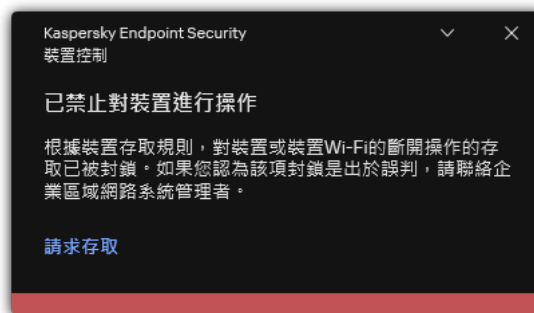 Kaspersky Endpoint Security
裝置控制
已禁止對裝置進行操作
根據裝置存取規則，對裝置或裝置Wi-Fi的斷開操作的存
取已被封鎖。如果您認為該項封鎖是出於誤判，請聯絡企
業區域網路系統管理者。
請求存取